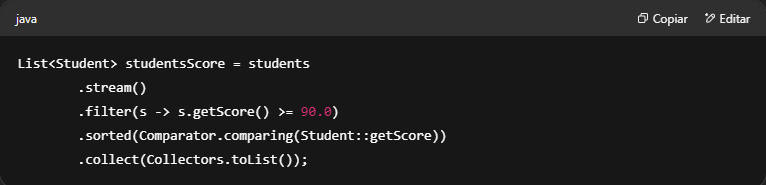 java
Copiar
Editar
List<Student> studentsScore = students
        .stream()
        .filter(s -> s.getScore() >= 90.0)
        .sorted(Comparator.comparing(Student::getScore))
        .collect(Collectors.toList());